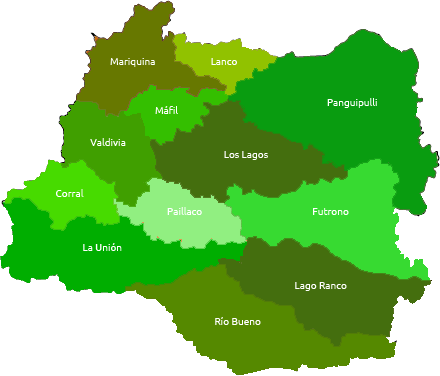 Mariquina
Lanco
Panguipulli
Máfil
Valdivia
Los Lagos
Corral
Paillaco
Futrono
La Unión
Lago Ranco
Río Bueno